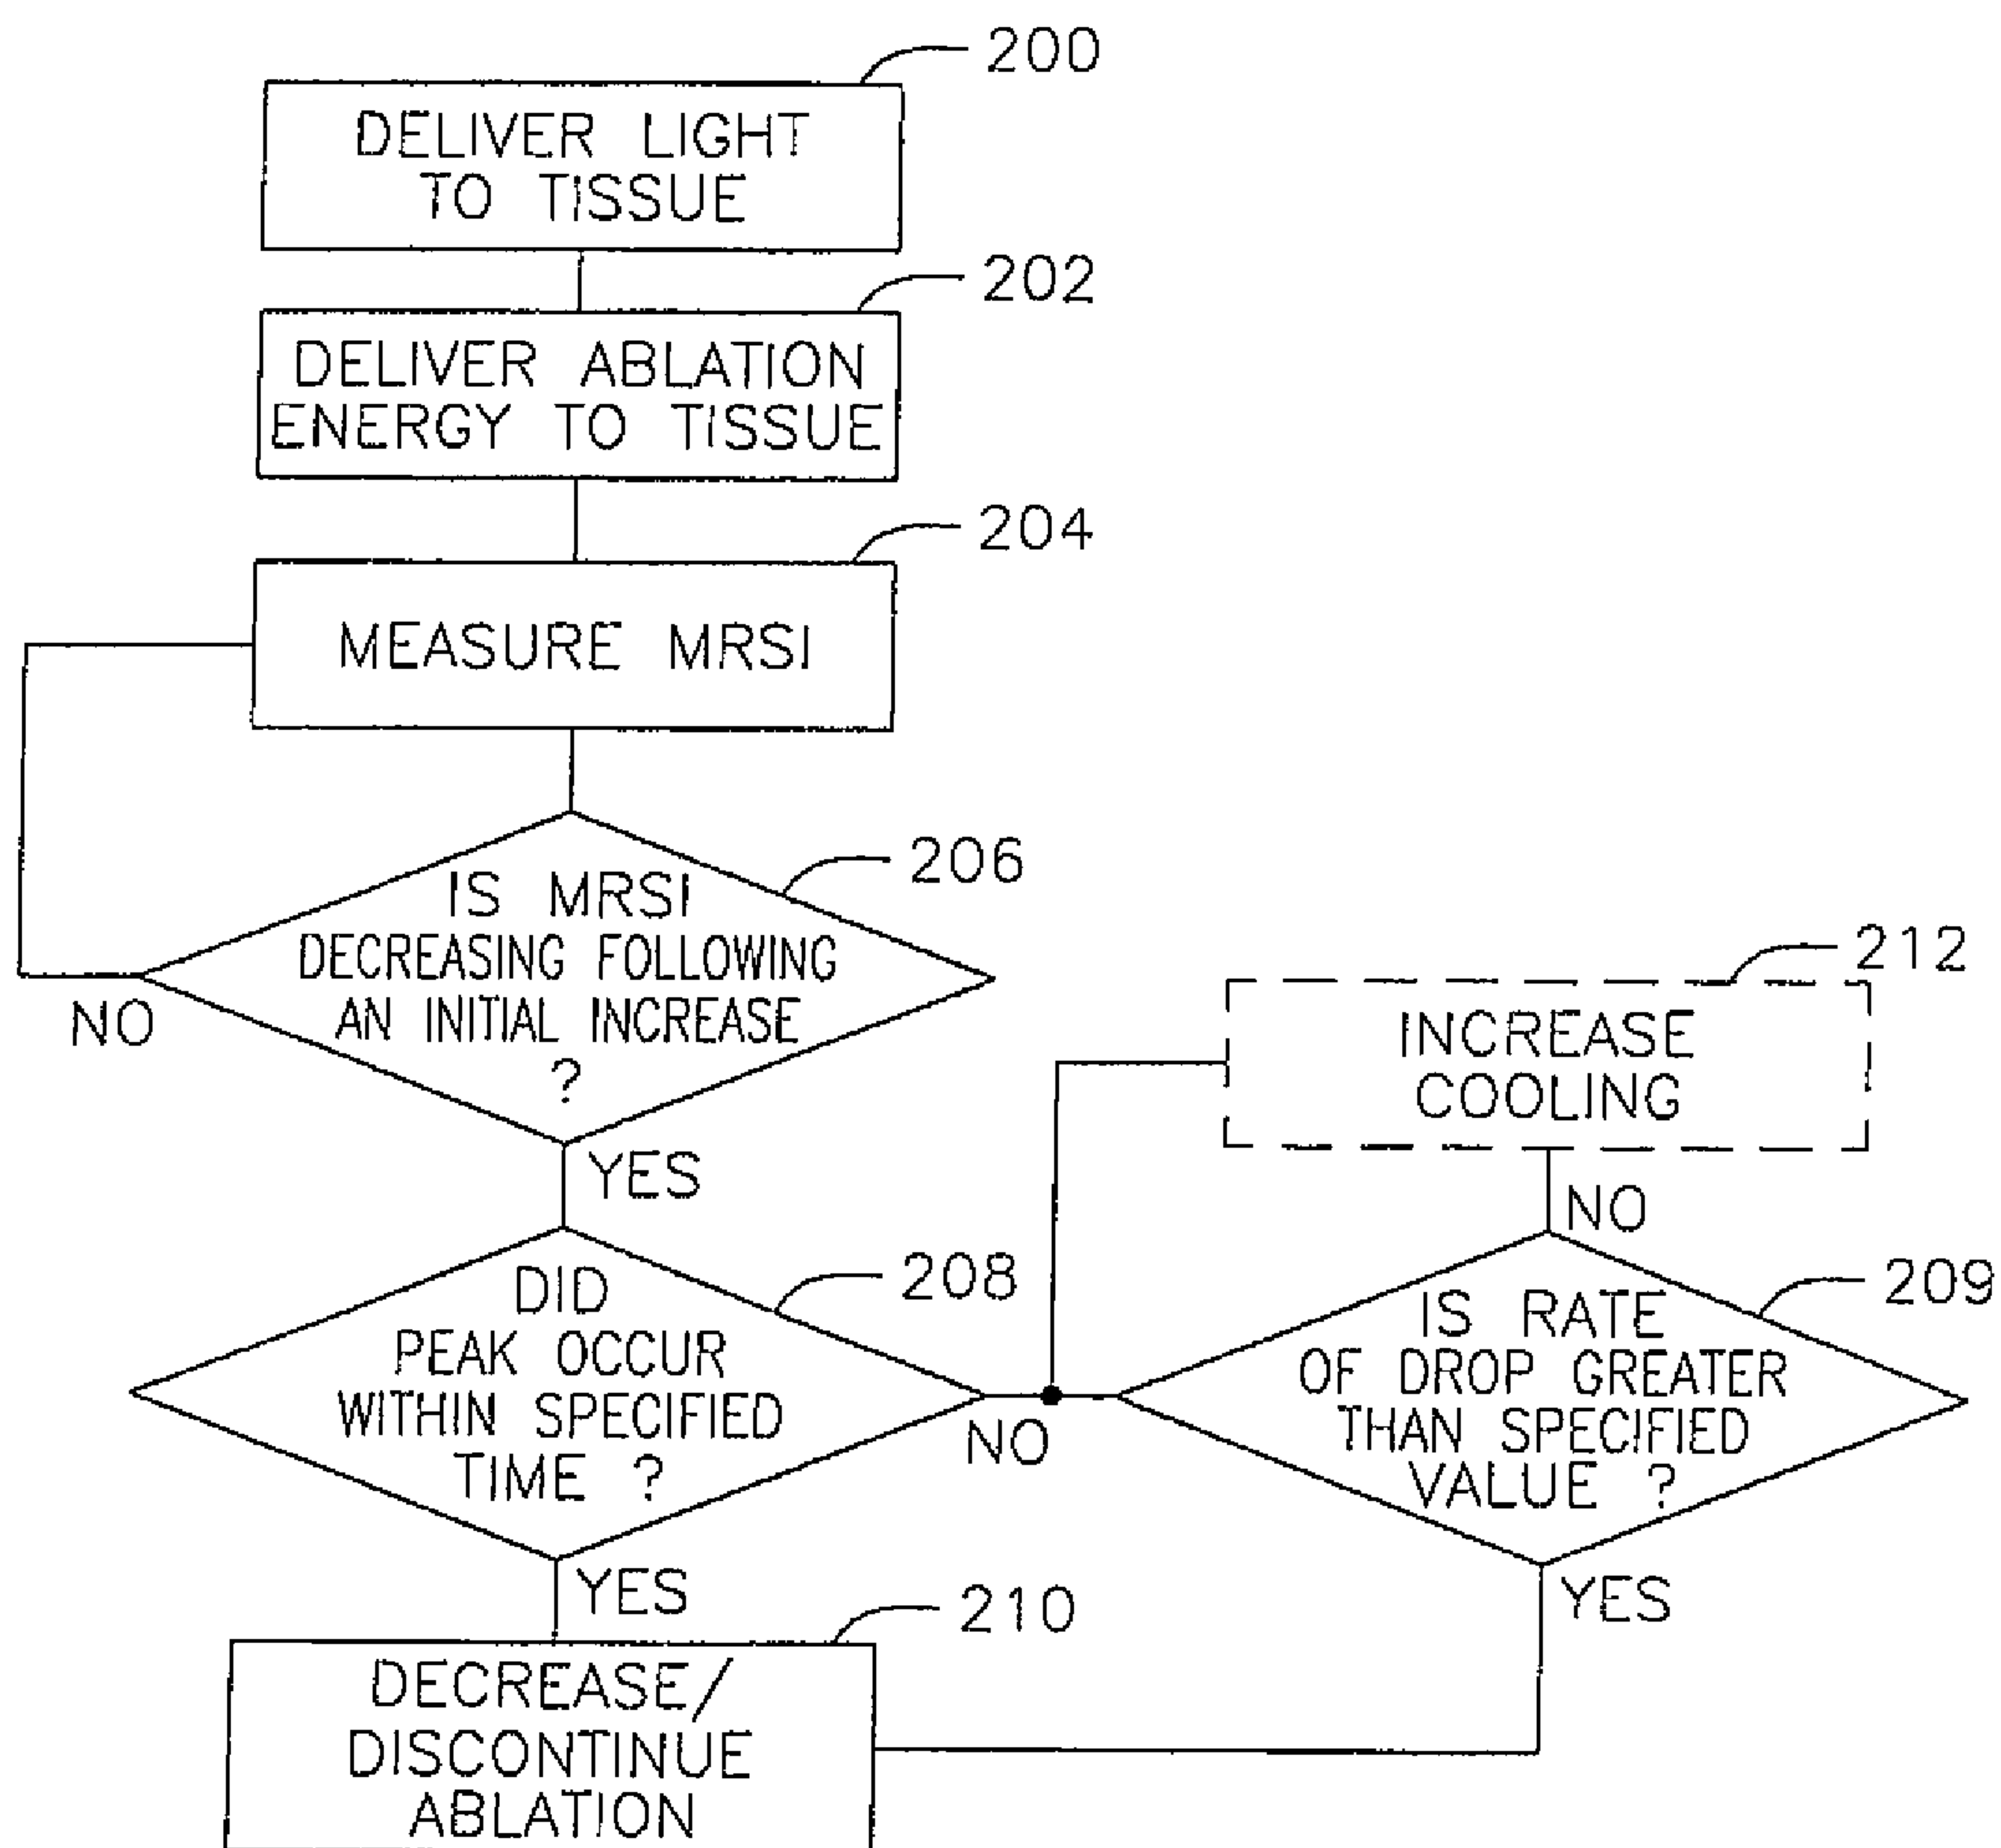 200
DELIVER LIGHT
TO TISSUE
202
DELIVER ABLATION
ENERGY TO TISSUE
204
MEASURE MRSI
206
IS MRSI
DECREASING FOLLOWING
AN INITIAL INCREASE
?
NO
YES
212
INCREASE
COOLING
NO
208
DID
PEAK OCCUR
WITHIN SPECIFIED
TIME ?
NO
YES
209
IS RATE
OF DROP GREATER
THAN SPECIFIED
VALUE ?
YES
210
DECREASE/
DISCONTINUE
ABLATION